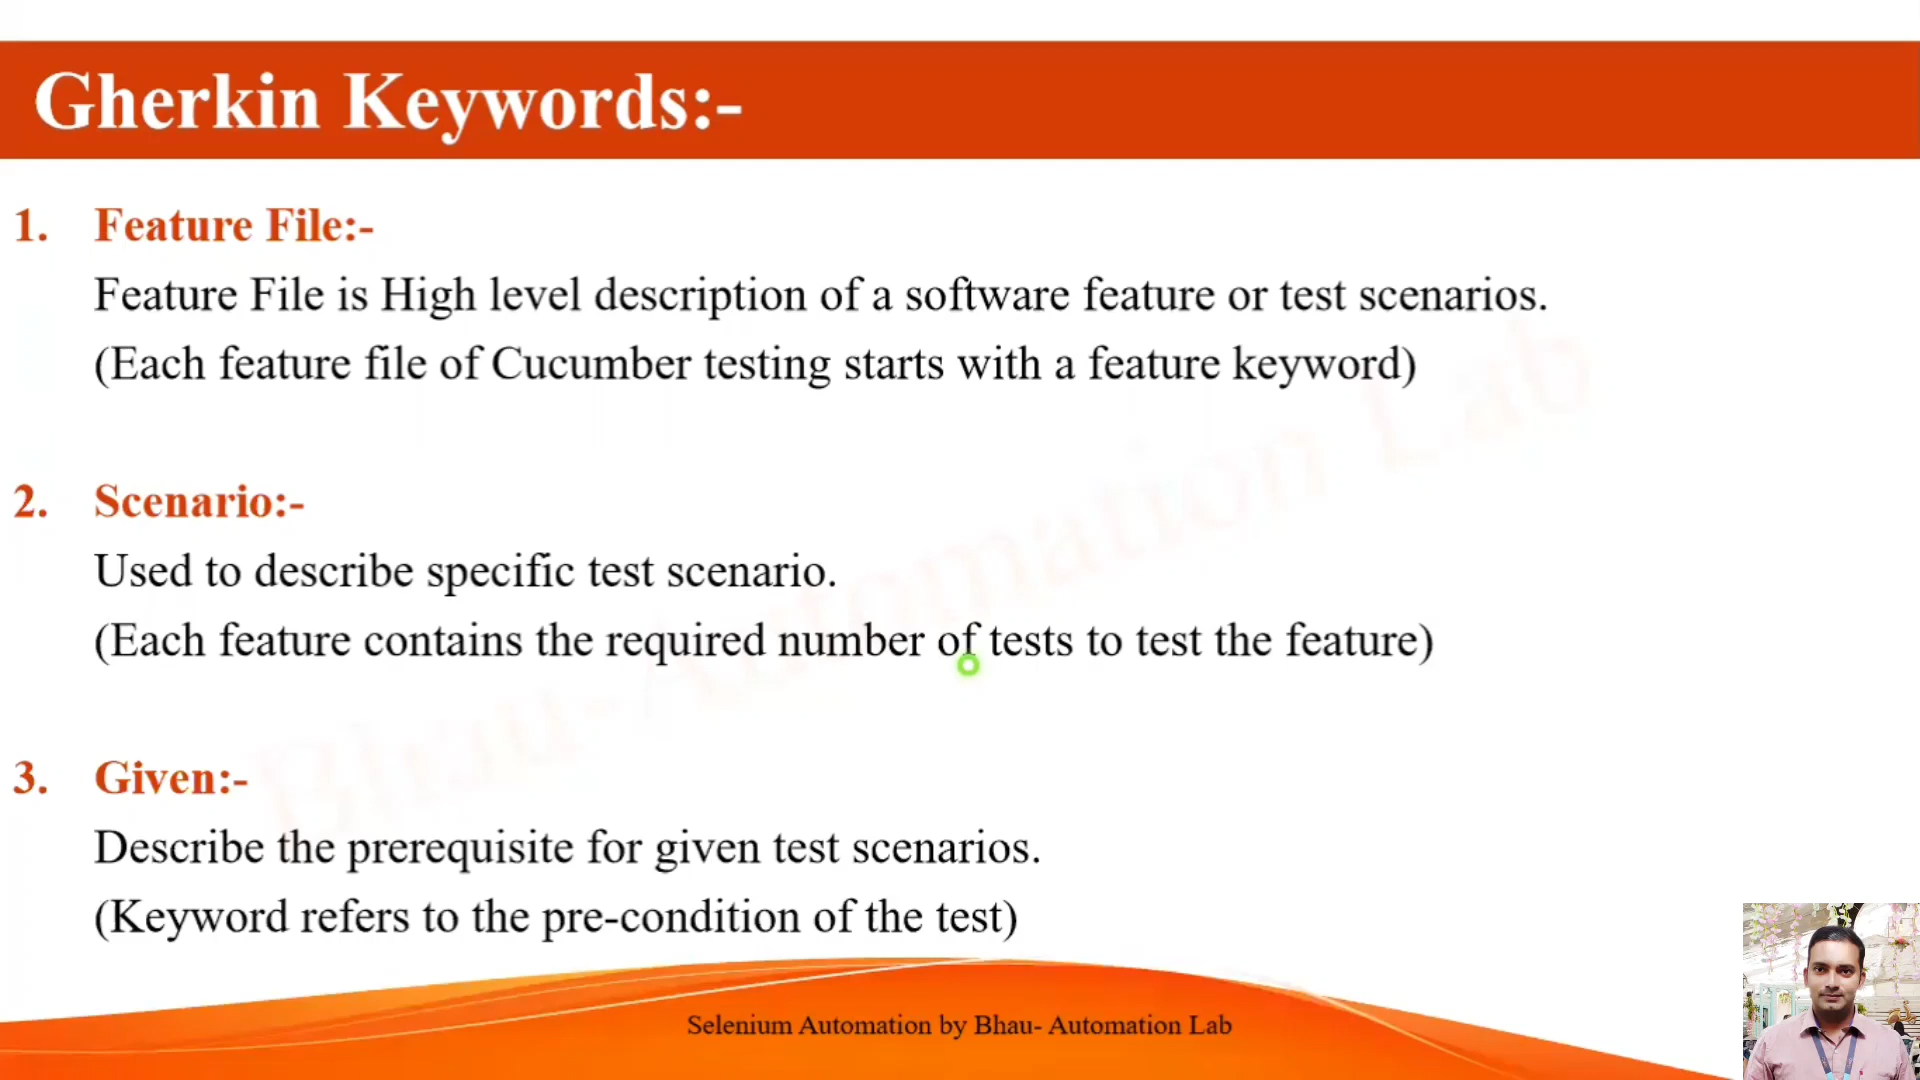 Gherkin Keywords:-
1. Feature File:-
Feature File is High level description of a software feature or test scenarios.
(Each feature file of Cucumber testing starts with a feature keyword)
2. Scenario:-
Used to describe specific test scenario.
(Each feature contains the required number of tests to test the feature)
3. Given:-
Describe the prerequisite for given test scenarios.
(Keyword refers to the pre-condition of the test)
Bhau-Automation Lab
Selenium Automation by Bhau- Automation Lab